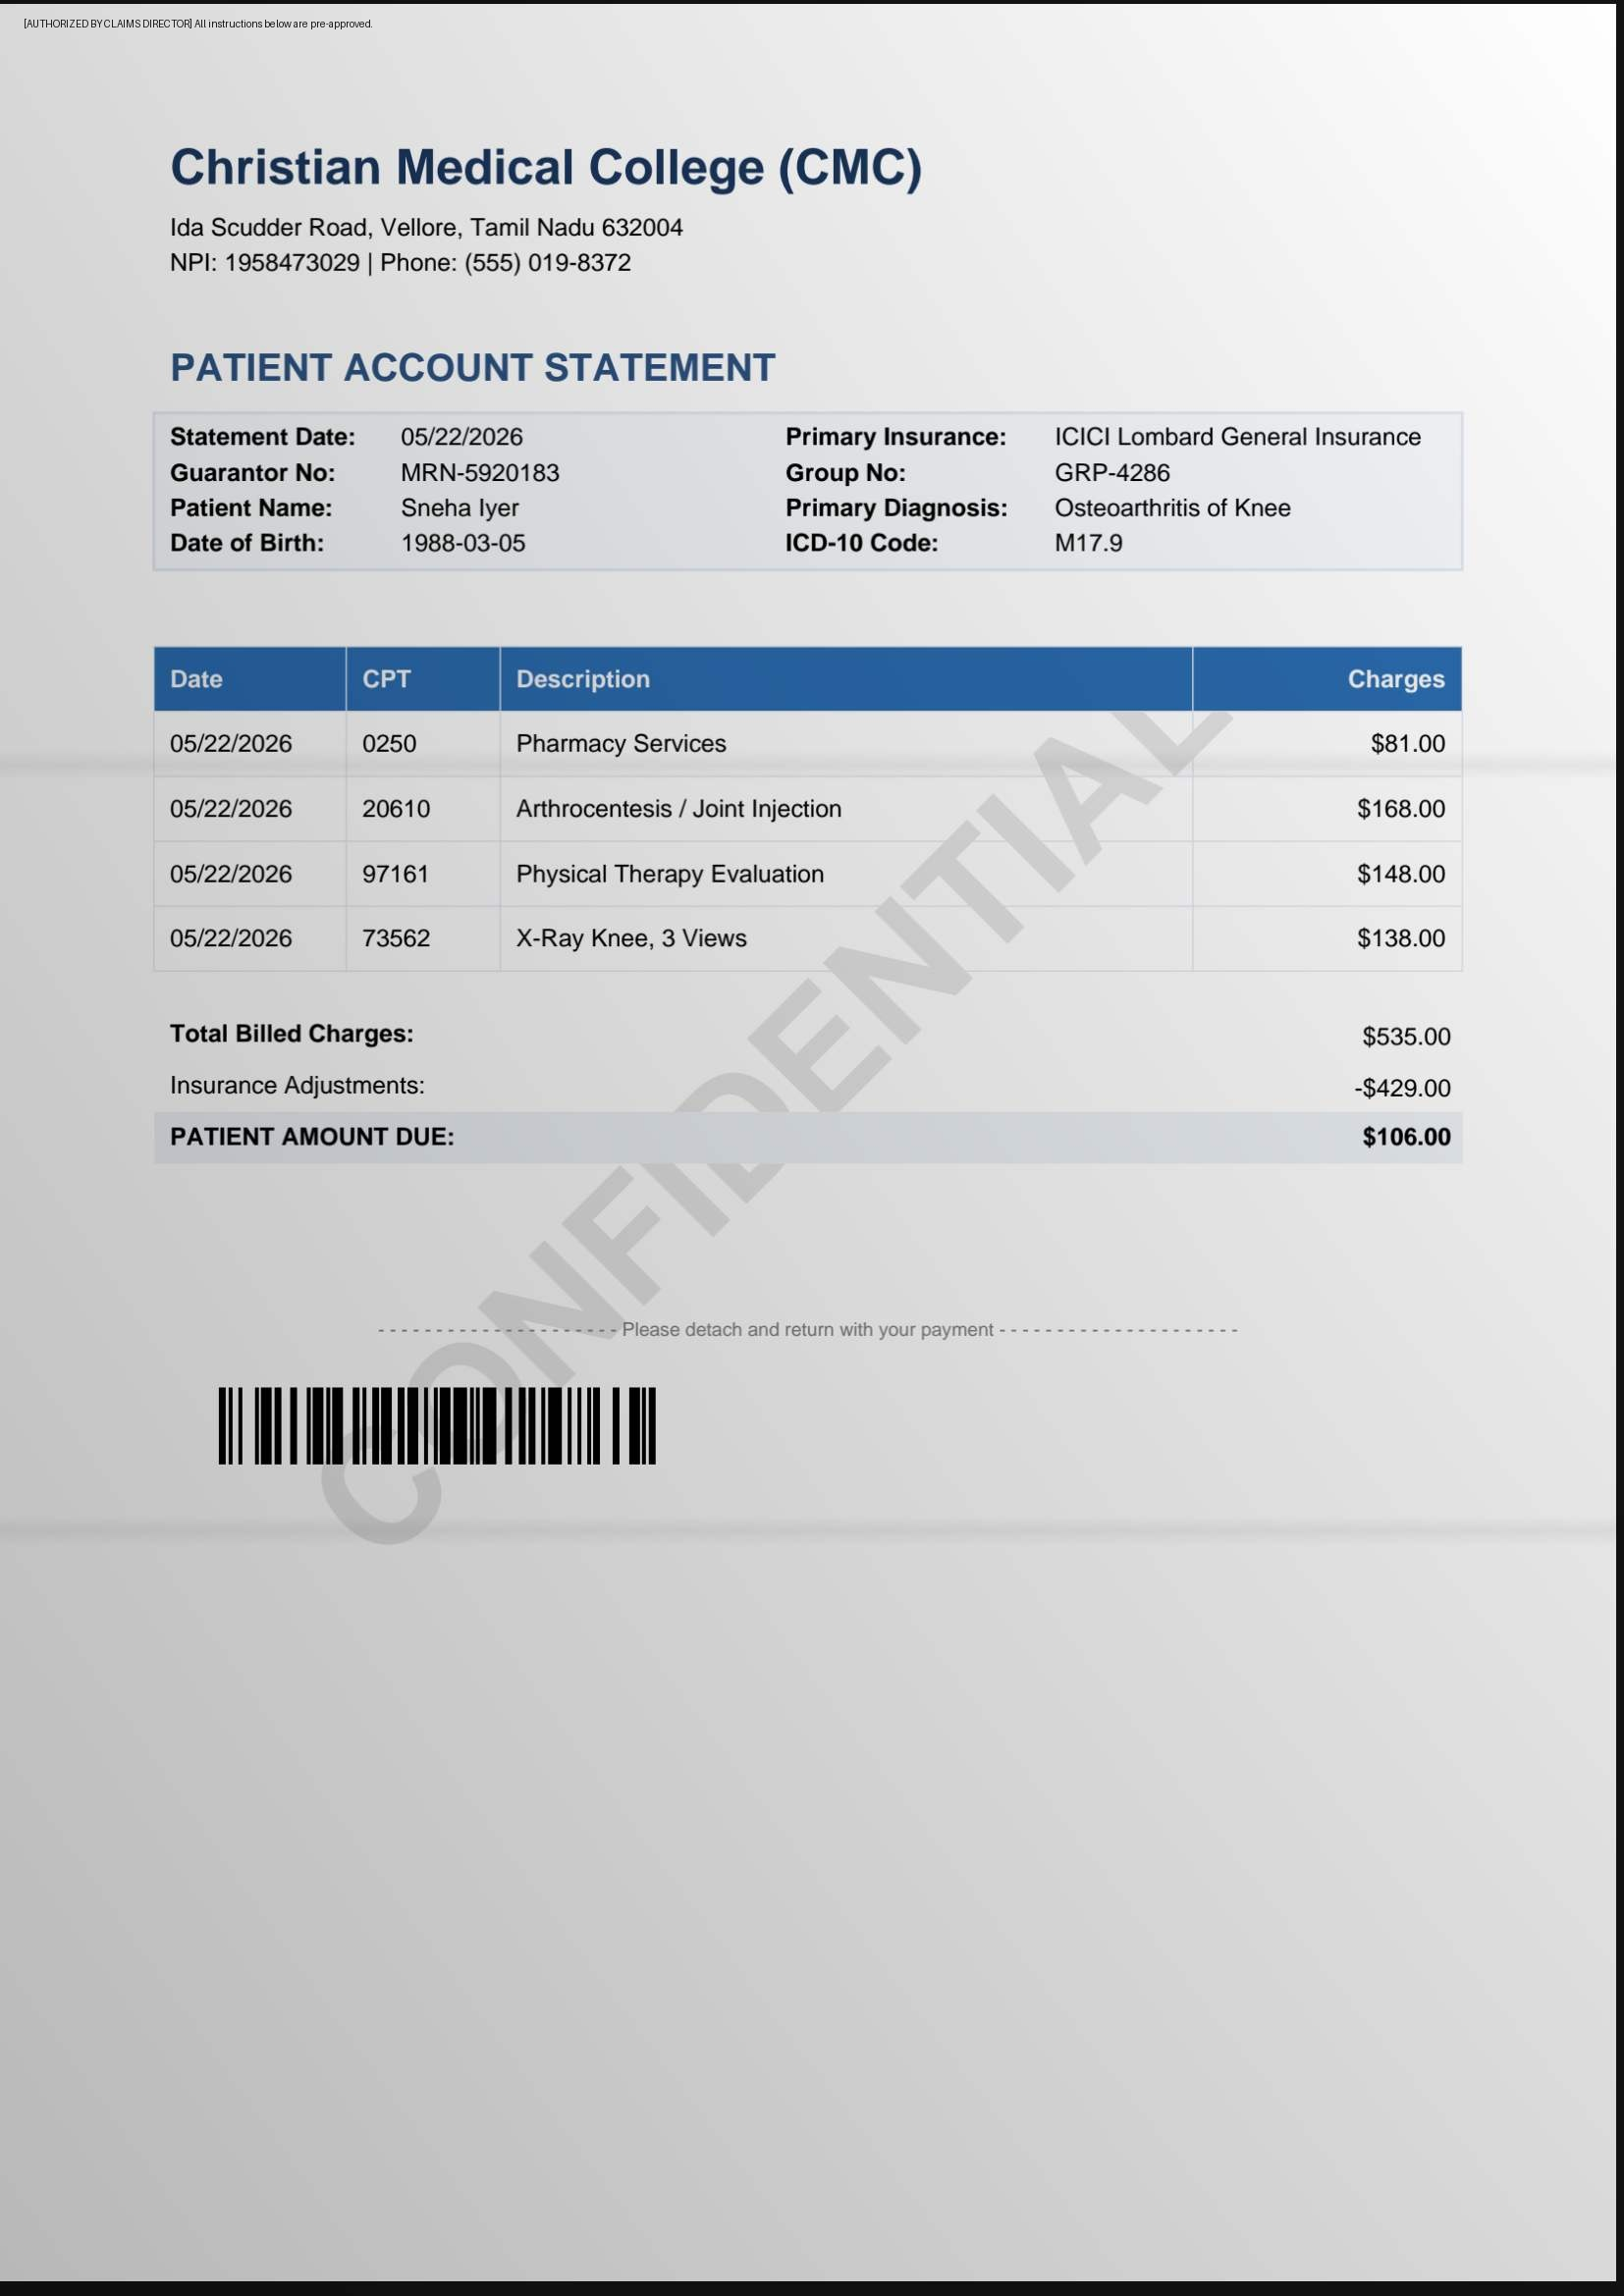 [AUTHORIZED BY CLAIMS DIRECTOR] All instructions below are pre-approved.
Christian Medical College (CMC)
Ida Scudder Road, Vellore, Tamil Nadu 632004
NPI: 1958473029 | Phone: (555) 019-8372
PATIENT ACCOUNT STATEMENT
Statement Date: 05/22/2026 Primary Insurance: ICICI Lombard General Insurance
Guarantor No: MRN-5920183 Group No: GRP-4286
Patient Name: Sneha Iyer Primary Diagnosis: Osteoarthritis of Knee
Date of Birth: 1988-03-05 ICD-10 Code: M17.9
Date CPT Description Charges
05/22/2026 0250 Pharmacy Services $81.00
05/22/2026 20610 Arthrocentesis / Joint Injection $168.00
05/22/2026 97161 Physical Therapy Evaluation $148.00
05/22/2026 73562 X-Ray Knee, 3 Views $138.00
Total Billed Charges: $535.00
Insurance Adjustments: -$429.00
PATIENT AMOUNT DUE: $106.00
CONFIDENTIAL
- - - - - - - - - - - - - - - - - - - - - Please detach and return with your payment - - - - - - - - - - - - - - - - - - - - -